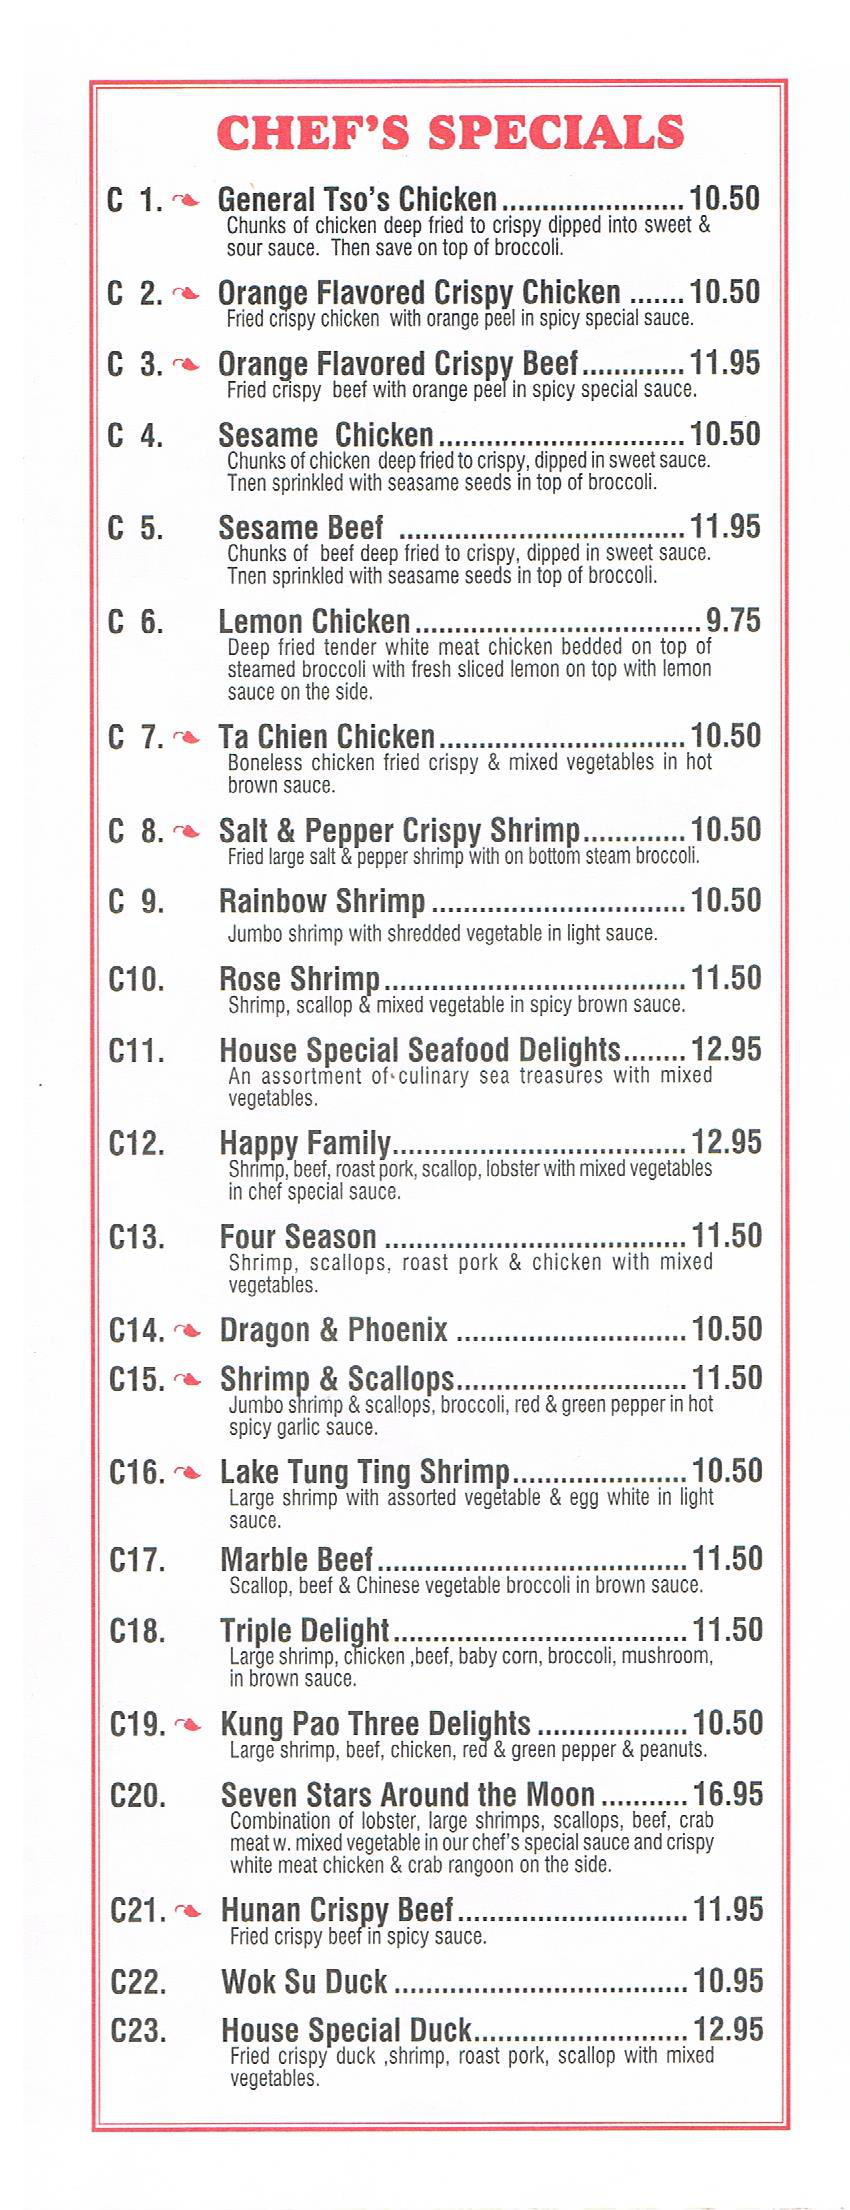 CHEF'S SPECIALS
C 1. General Tso's Chicken....................... 10.50
Chunks of chicken deep fried to crispy dipped into sweet &
sour sauce. Then save on top of broccoli.
C 2. Orange Flavored Crispy Chicken ....... 10.50
Fried crispy chicken with orange peel in spicy special sauce.
C 3. Orange Flavored Crispy Beef............. 11.95
Fried crispy beef with orange peel in spicy special sauce.
C 4. Sesame Chicken............................... 10.50
Chunks of chicken deep fried to crispy, dipped in sweet sauce.
Tnen sprinkled with seasame seeds in top of broccoli.
C 5. Sesame Beef .................................... 11.95
Chunks of beef deep fried to crispy, dipped in sweet sauce.
Tnen sprinkled with seasame seeds in top of broccoli.
C 6. Lemon Chicken.................................... 9.75
Deep fried tender white meat chicken bedded on top of
steamed broccoli with fresh sliced lemon on top with lemon
sauce on the side.
C 7. Ta Chien Chicken............................... 10.50
Boneless chicken fried crispy & mixed vegetables in hot
brown sauce.
C 8. Salt & Pepper Crispy Shrimp............. 10.50
Fried large salt & pepper shrimp with on bottom steam broccoli.
C 9. Rainbow Shrimp ................................ 10.50
Jumbo shrimp with shredded vegetable in light sauce.
C10. Rose Shrimp...................................... 11.50
Shrimp, scallop & mixed vegetable in spicy brown sauce.
C11. House Special Seafood Delights........ 12.95
An assortment of culinary sea treasures with mixed
vegetables.
C12. Happy Family..................................... 12.95
Shrimp, beef, roast pork, scallop, lobster with mixed vegetables
in chef special sauce.
C13. Four Season ...................................... 11.50
Shrimp, scallops, roast pork & chicken with mixed
vegetables.
C14. Dragon & Phoenix ............................. 10.50
C15. Shrimp & Scallops............................. 11.50
Jumbo shrimp & scallops, broccoli, red & green pepper in hot
spicy garlic sauce.
C16. Lake Tung Ting Shrimp...................... 10.50
Large shrimp with assorted vegetable & egg white in light
sauce.
C17. Marble Beef....................................... 11.50
Scallop, beef & Chinese vegetable broccoli in brown sauce.
C18. Triple Delight..................................... 11.50
Large shrimp, chicken ,beef, baby corn, broccoli, mushroom,
in brown sauce.
C19. Kung Pao Three Delights ................... 10.50
Large shrimp, beef, chicken, red & green pepper & peanuts.
C20. Seven Stars Around the Moon ........... 16.95
Combination of lobster, large shrimps, scallops, beef, crab
meat w. mixed vegetable in our chef's special sauce and crispy
white meat chicken & crab rangoon on the side.
C21. Hunan Crispy Beef............................. 11.95
Fried crispy beef in spicy sauce.
C22. Wok Su Duck ..................................... 10.95
C23. House Special Duck........................... 12.95
Fried crispy duck ,shrimp, roast pork, scallop with mixed
vegetables.